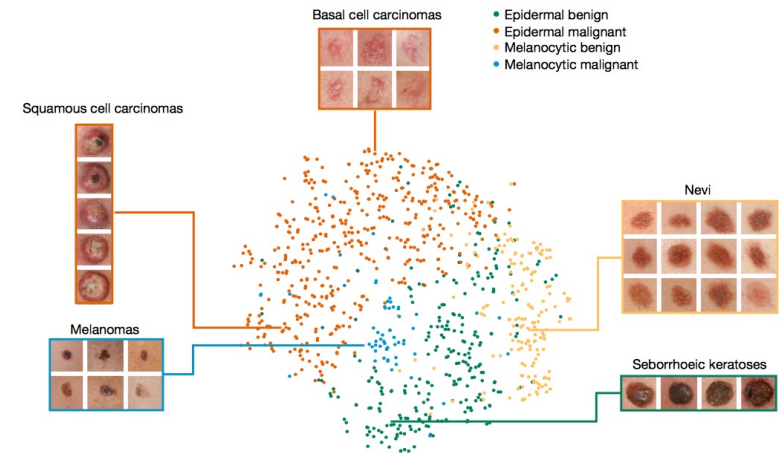 Basal cell carcinomas
Epidermal benign
Epidermal malignant
Melanocytic benign
Melanocytic malignant
Squamous cell carcinomas
Nevi
Melanomas
Seborrhoeic keratoses